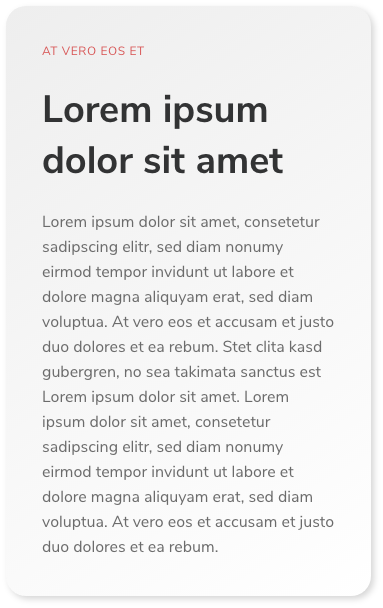 AT VERO EOS ET
Lorem ipsum
dolor sit amet
Lorem ipsum dolor sit amet, consetetur
sadipscing elitr, sed diam nonumy
eirmod tempor invidunt ut labore et
dolore magna aliquyam erat, sed diam
voluptua. At vero eos et accusam et justo
duo dolores et ea rebum. Stet clita kasd
gubergren, no sea takimata sanctus est
Lorem ipsum dolor sit amet. Lorem
ipsum dolor sit amet, consetetur
sadipscing elitr, sed diam nonumy
eirmod tempor invidunt ut labore et
dolore magna aliquyam erat, sed diam
voluptua. At vero eos et accusam et justo
duo dolores et ea rebum.